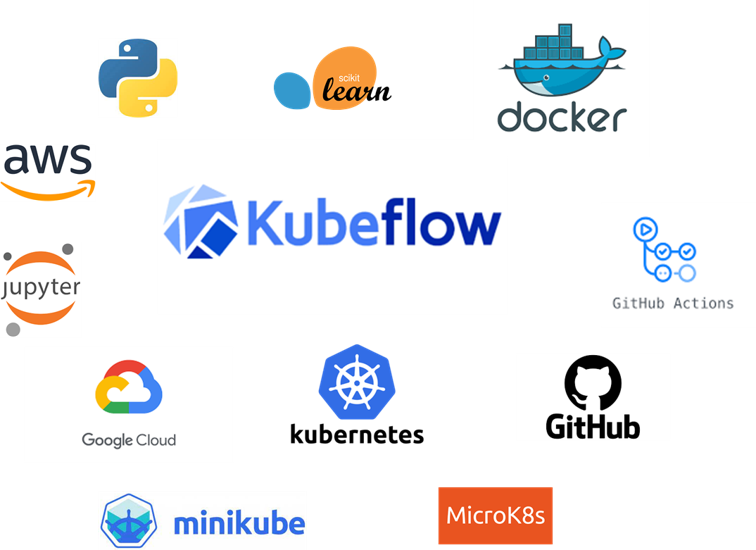 scikit
learn
docker
aws
Kubeflow
jupyter
GitHub Actions
Google Cloud
kubernetes
GitHub
minikube
MicroK8s